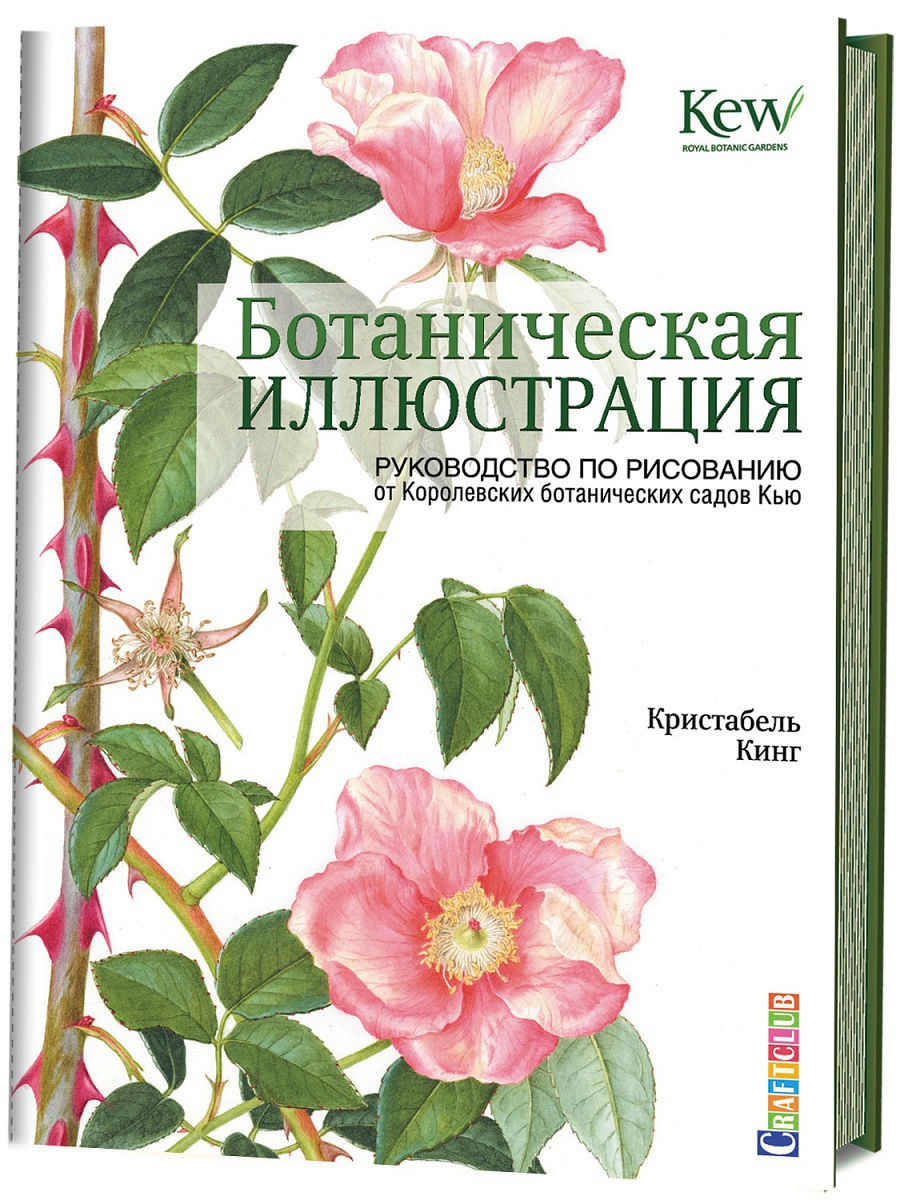 Kew
ROYAL BOTANIC GARDENS
Ботаническая
ИЛЛЮСТРАЦИЯ
РУКОВОДСТВО ПО РИСОВАНИЮ
от Королевских ботанических садов Кью
Кристабель
Кинг
CRAFTCLUB